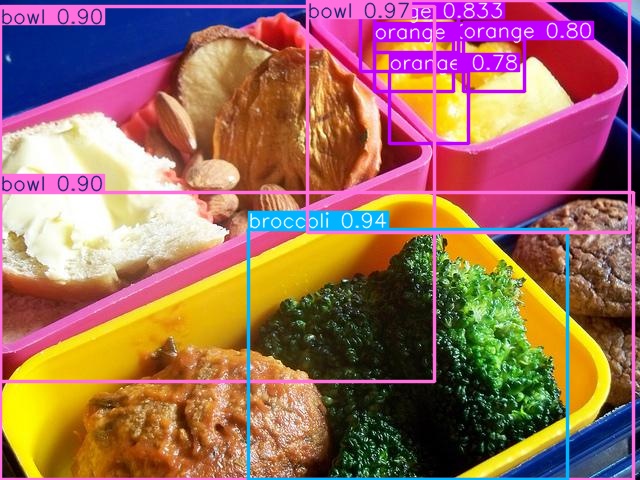 bowl 0.90
bowl 0.97
ge 0.833
orange
orange 0.80
orange 0.78
bowl 0.90
broccoli 0.94